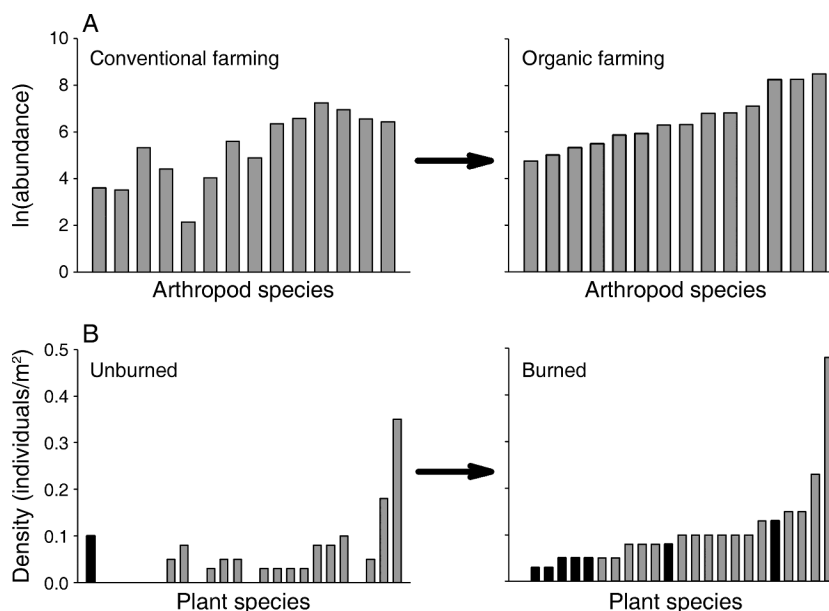 A
Conventional farming
Organic farming
ln(abundance)
10
8
6
4
2
0
Arthropod species
Arthropod species
B
Unburned
Burned
Density (individuals/m²)
0.5
0.4
0.3
0.2
0.1
0.0
Plant species
Plant species